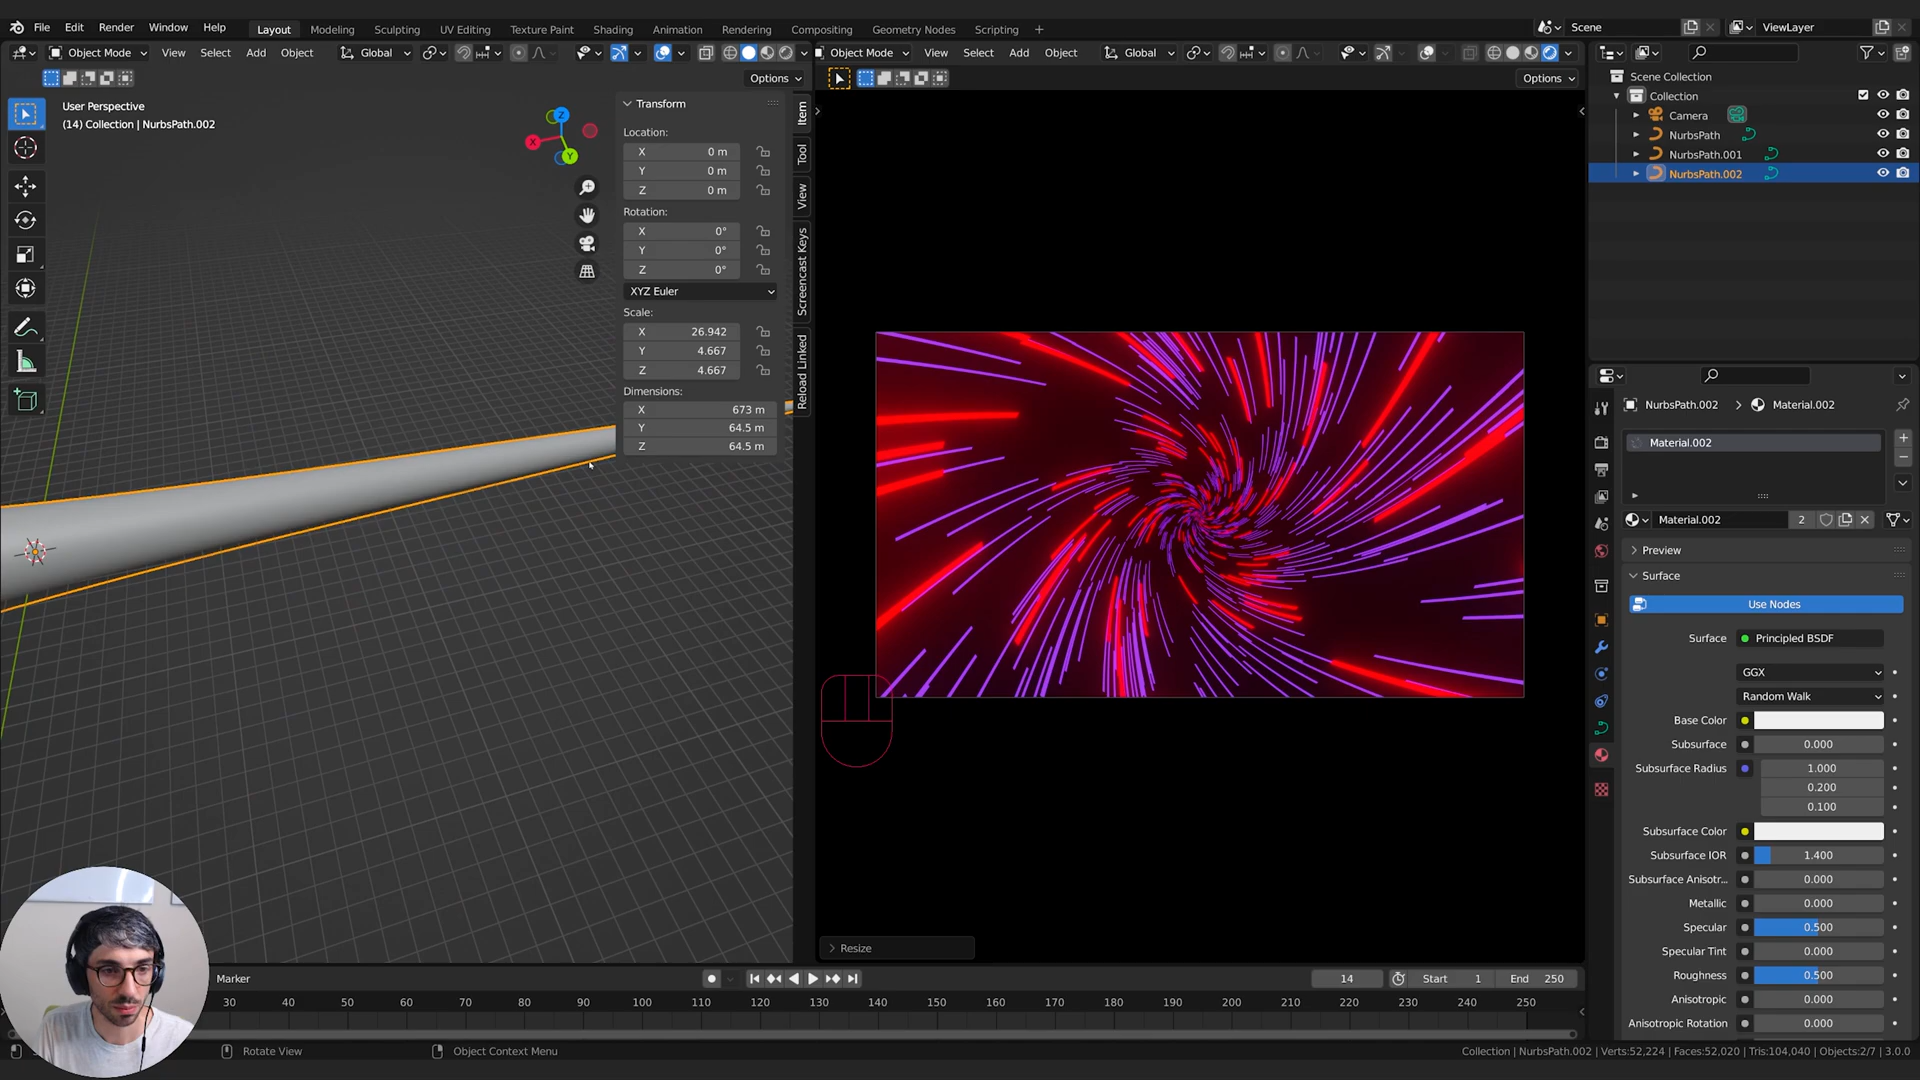 File Edit Render Window Help Layout Modeling Sculpting UV Editing Texture Paint Shading Animation Rendering Compositing Geometry Nodes Scripting + Scene ViewLayer
Object Mode View Select Add Object Global Object Mode View Select Add Object Global
Options Options
User Perspective
(14) Collection | NurbsPath.002
Transform
Location:
X 0 m
Y 0 m
Z 0 m
Rotation:
X 0°
Y 0°
Z 0°
XYZ Euler
Scale:
X 26.942
Y 4.667
Z 4.667
Dimensions:
X 673 m
Y 64.5 m
Z 64.5 m
Item
Tool
View
Screencast Keys
Reload Linked
X
Y
Z
Resize
Scene Collection
Collection
Camera
NurbsPath
NurbsPath.001
NurbsPath.002
NurbsPath.002 Material.002
Material.002
Material.002 2
Preview
Surface
Use Nodes
Surface Principled BSDF
GGX
Random Walk
Base Color
Subsurface 0.000
Subsurface Radius 1.000
0.200
0.100
Subsurface Color
Subsurface IOR 1.400
Subsurface Anisotr... 0.000
Metallic 0.000
Specular 0.500
Specular Tint 0.000
Roughness 0.500
Anisotropic 0.000
Anisotropic Rotation 0.000
Marker 14 Start 1 End 250
30 40 50 60 70 80 90 100 110 120 130 140 150 160 170 180 190 200 210 220 230 240 250
Rotate View Object Context Menu Collection | NurbsPath.002 | Verts:52,224 | Faces:52,020 | Tris:104,040 | Objects:2/7 | 3.0.0